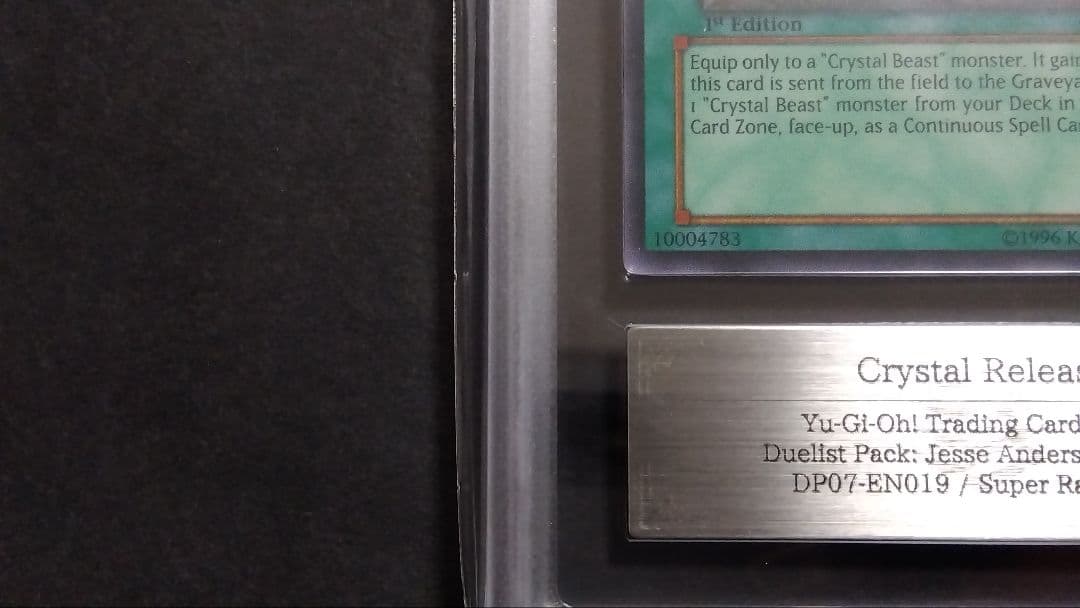 1st Edition
Equip only to a "Crystal Beast" monster. It gain
this card is sent from the field to the Graveya
1 "Crystal Beast" monster from your Deck in
Card Zone, face-up, as a Continuous Spell Ca
10004783 ©1996 K
Crystal Releas
Yu-Gi-Oh! Trading Card
Duelist Pack: Jesse Anders
DP07-EN019 / Super Ra